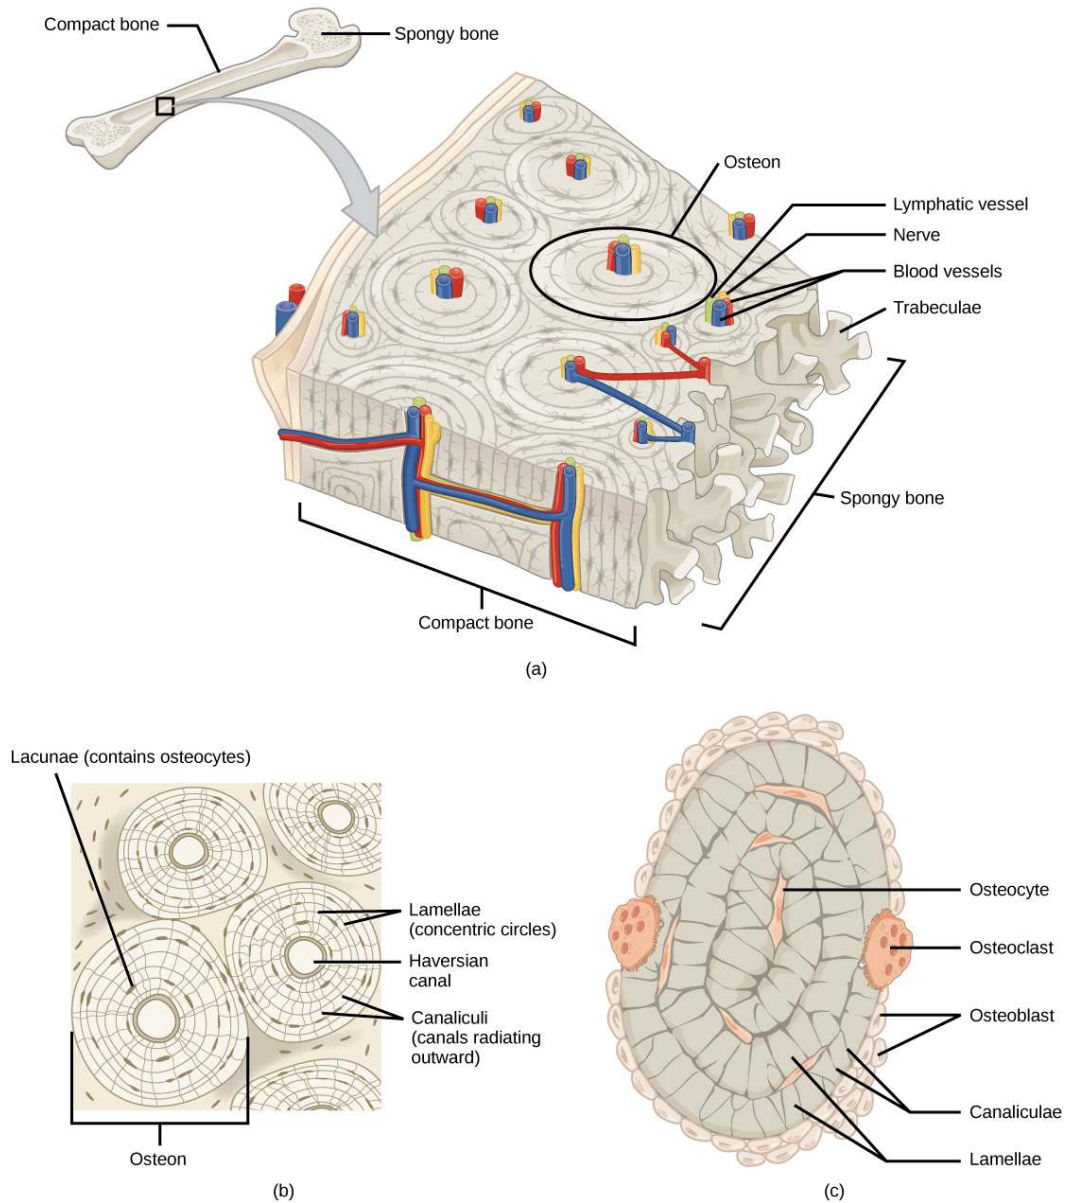 Compact bone
Spongy bone
Osteon
Lymphatic vessel
Nerve
Blood vessels
Trabeculae
Spongy bone
Compact bone
(a)
Lacunae (contains osteocytes)
Lamellae
(concentric circles)
Haversian
canal
Canaliculi
(canals radiating
outward)
Osteon
(b)
Osteocyte
Osteoclast
Osteoblast
Canaliculae
Lamellae
(c)